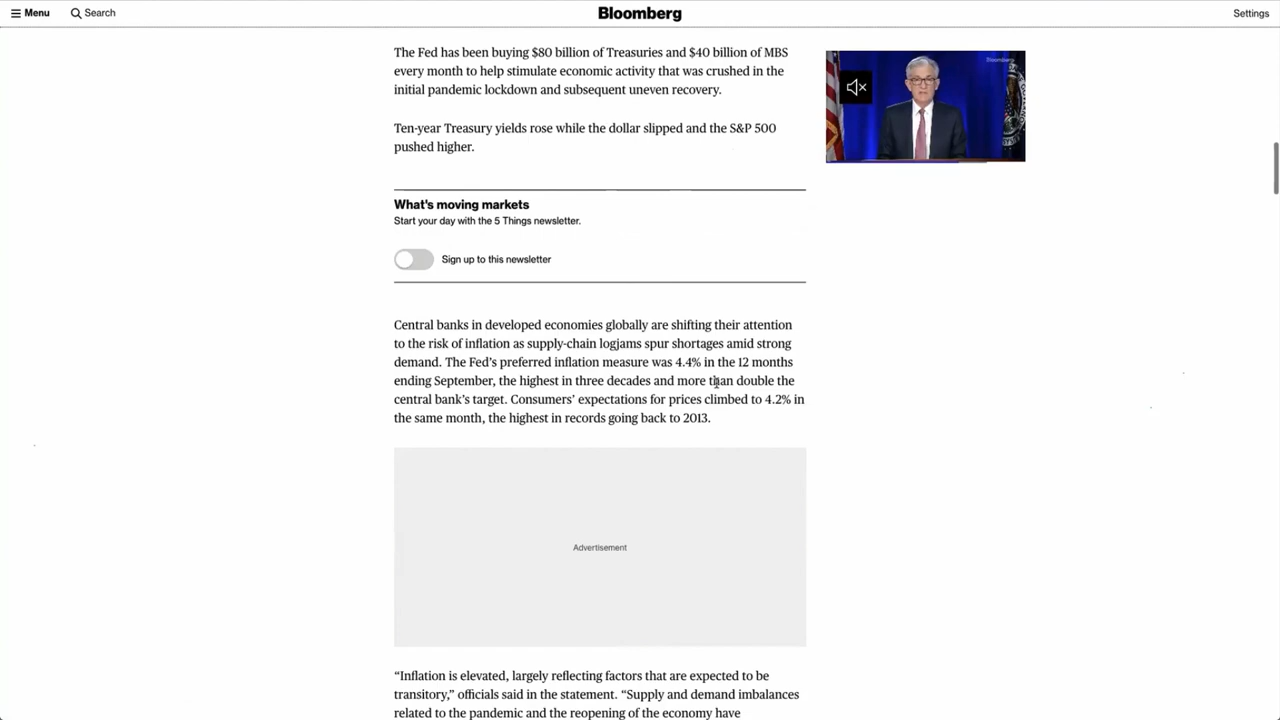 Menu
Search
Bloomberg
Settings
The Fed has been buying $80 billion of Treasuries and $40 billion of MBS
every month to help stimulate economic activity that was crushed in the
initial pandemic lockdown and subsequent uneven recovery.
Bloomberg
Ten-year Treasury yields rose while the dollar slipped and the S&P 500
pushed higher.
What's moving markets
Start your day with the 5 Things newsletter.
Sign up to this newsletter
Central banks in developed economies globally are shifting their attention
to the risk of inflation as supply-chain logjams spur shortages amid strong
demand. The Fed’s preferred inflation measure was 4.4% in the 12 months
ending September, the highest in three decades and more than double the
central bank’s target. Consumers’ expectations for prices climbed to 4.2% in
the same month, the highest in records going back to 2013.
Advertisement
“Inflation is elevated, largely reflecting factors that are expected to be
transitory,” officials said in the statement. “Supply and demand imbalances
related to the pandemic and the reopening of the economy have